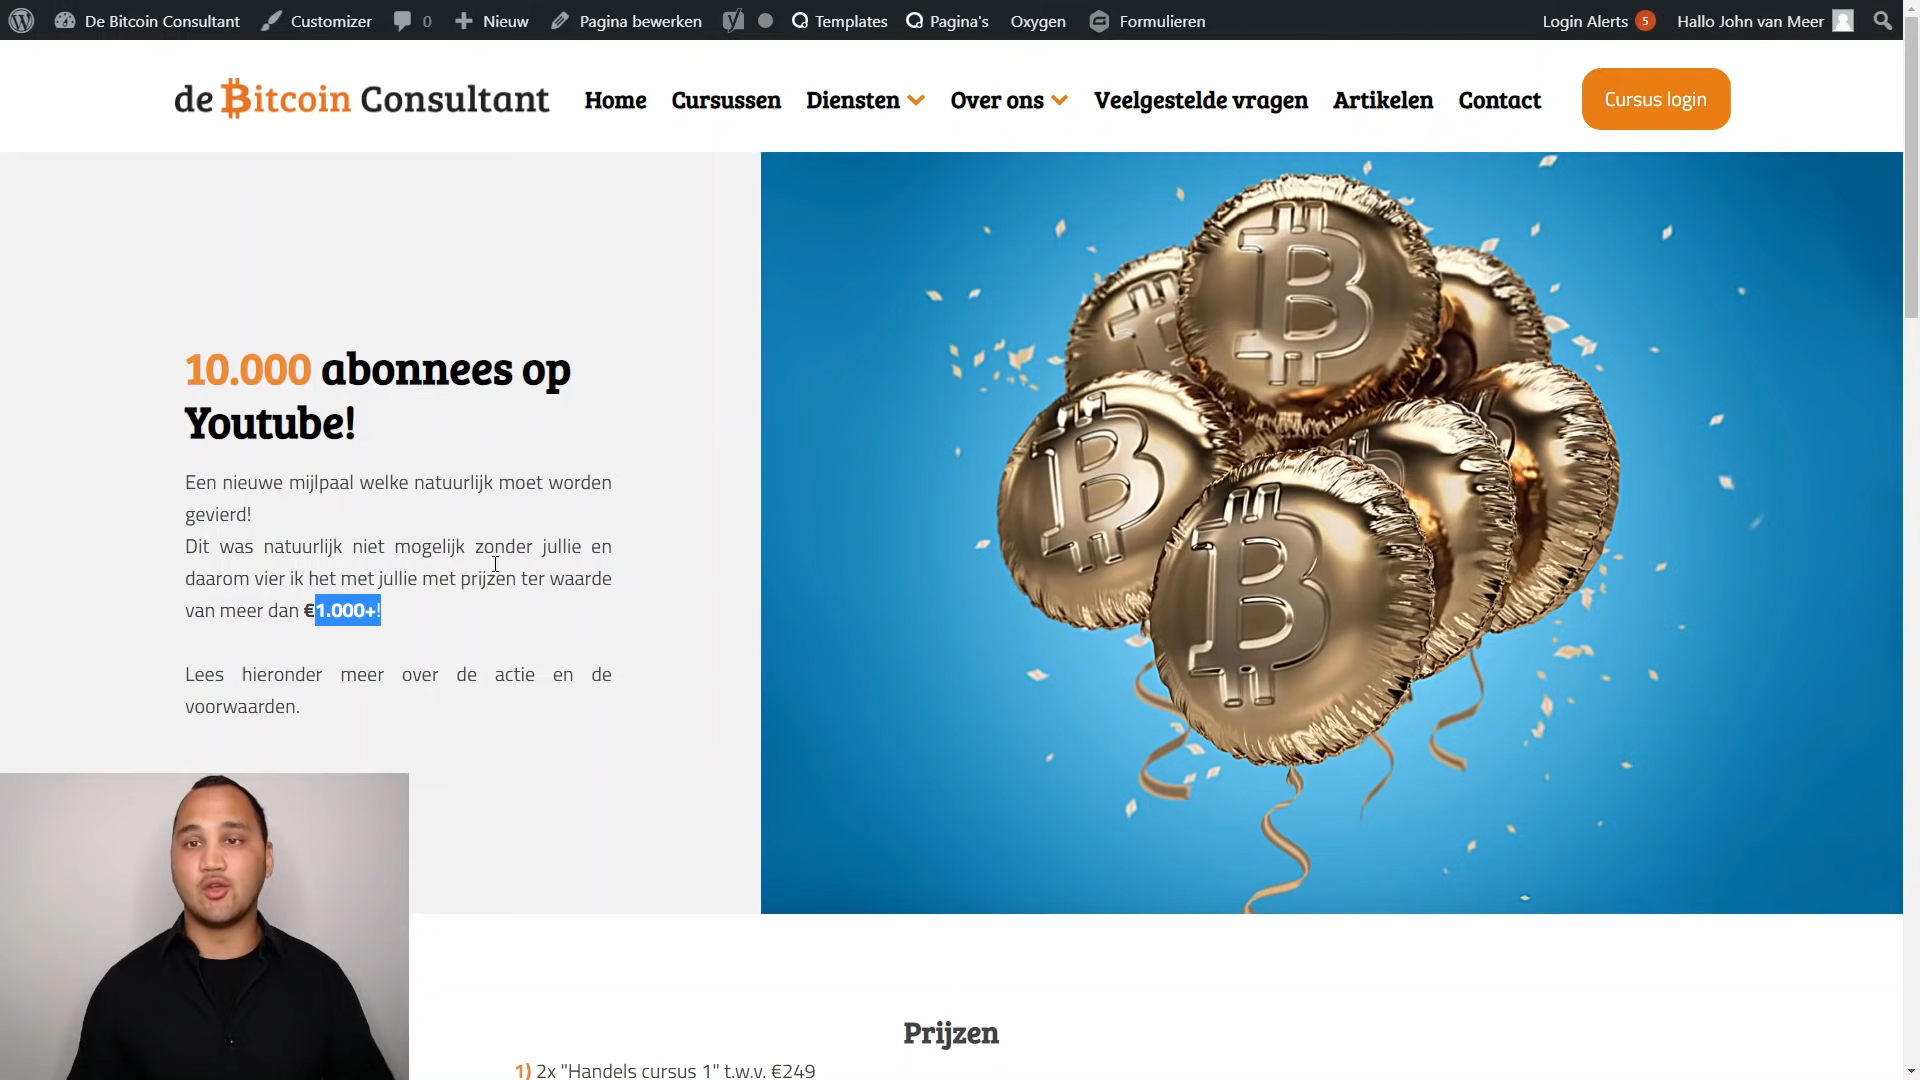 De Bitcoin Consultant Customizer 0 Nieuw Pagina bewerken Templates Pagina's Oxygen Formulieren Login Alerts 5 Hallo John van Meer
de Bitcoin Consultant Home Cursussen Diensten Over ons Veelgestelde vragen Artikelen Contact Cursus login
10.000 abonnees op
Youtube!
Een nieuwe mijlpaal welke natuurlijk moet worden
gevierd!
Dit was natuurlijk niet mogelijk zonder jullie en
daarom vier ik het met jullie met prijzen ter waarde
van meer dan €1.000+!
Lees hieronder meer over de actie en de
voorwaarden.
Prijzen
1) 2x "Handels cursus 1" t.w.v. €249